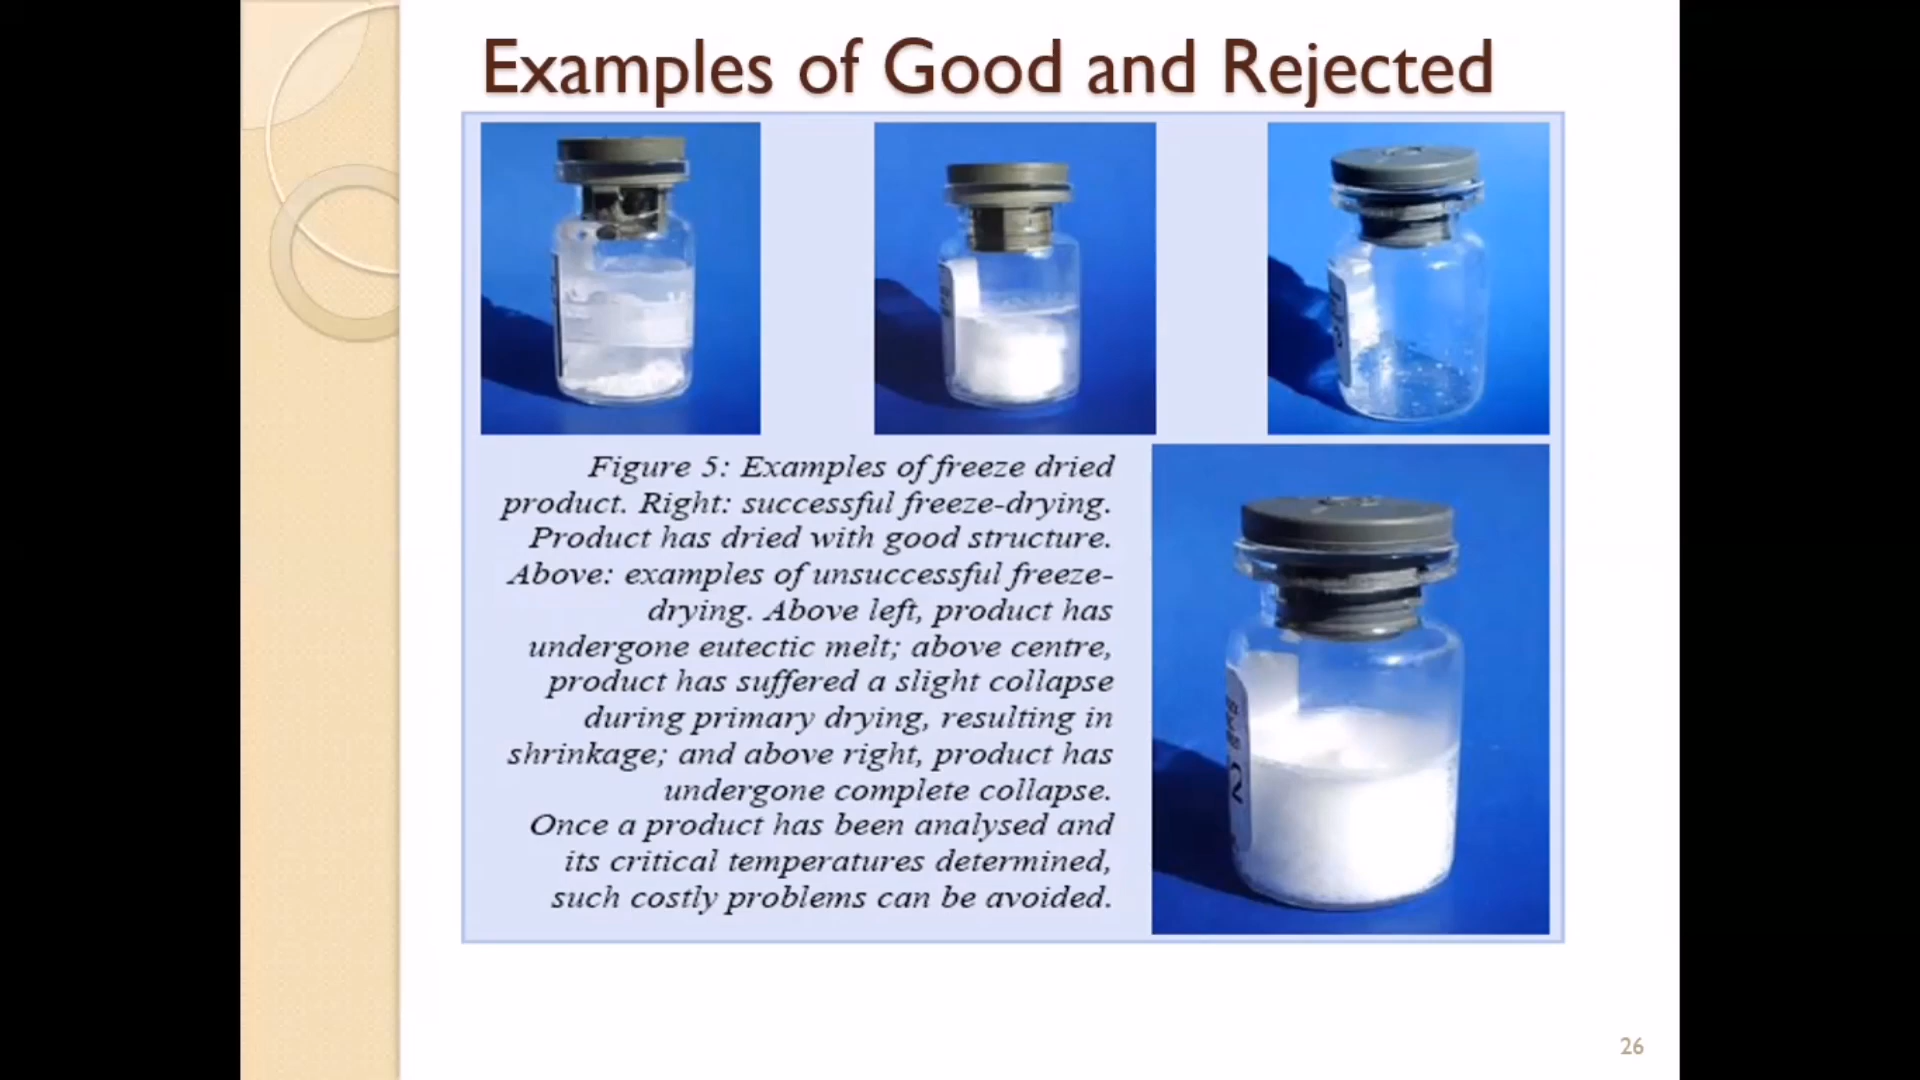 Examples of Good and Rejected
Figure 5: Examples of freeze dried
product. Right: successful freeze-drying.
Product has dried with good structure.
Above: examples of unsuccessful freeze-
drying. Above left, product has
undergone eutectic melt; above centre,
product has suffered a slight collapse
during primary drying, resulting in
shrinkage; and above right, product has
undergone complete collapse.
Once a product has been analysed and
its critical temperatures determined,
such costly problems can be avoided.
2
26